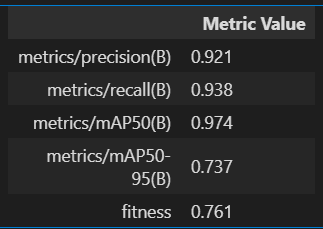 Metric Value
metrics/precision(B) 0.921
metrics/recall(B) 0.938
metrics/mAP50(B) 0.974
metrics/mAP50-
95(B) 0.737
fitness 0.761